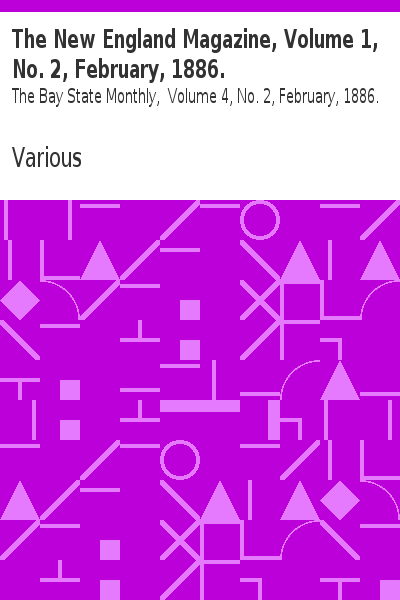 The New England Magazine, Volume 1,
No. 2, February, 1886.
The Bay State Monthly,  Volume 4, No. 2, February, 1886.
Various